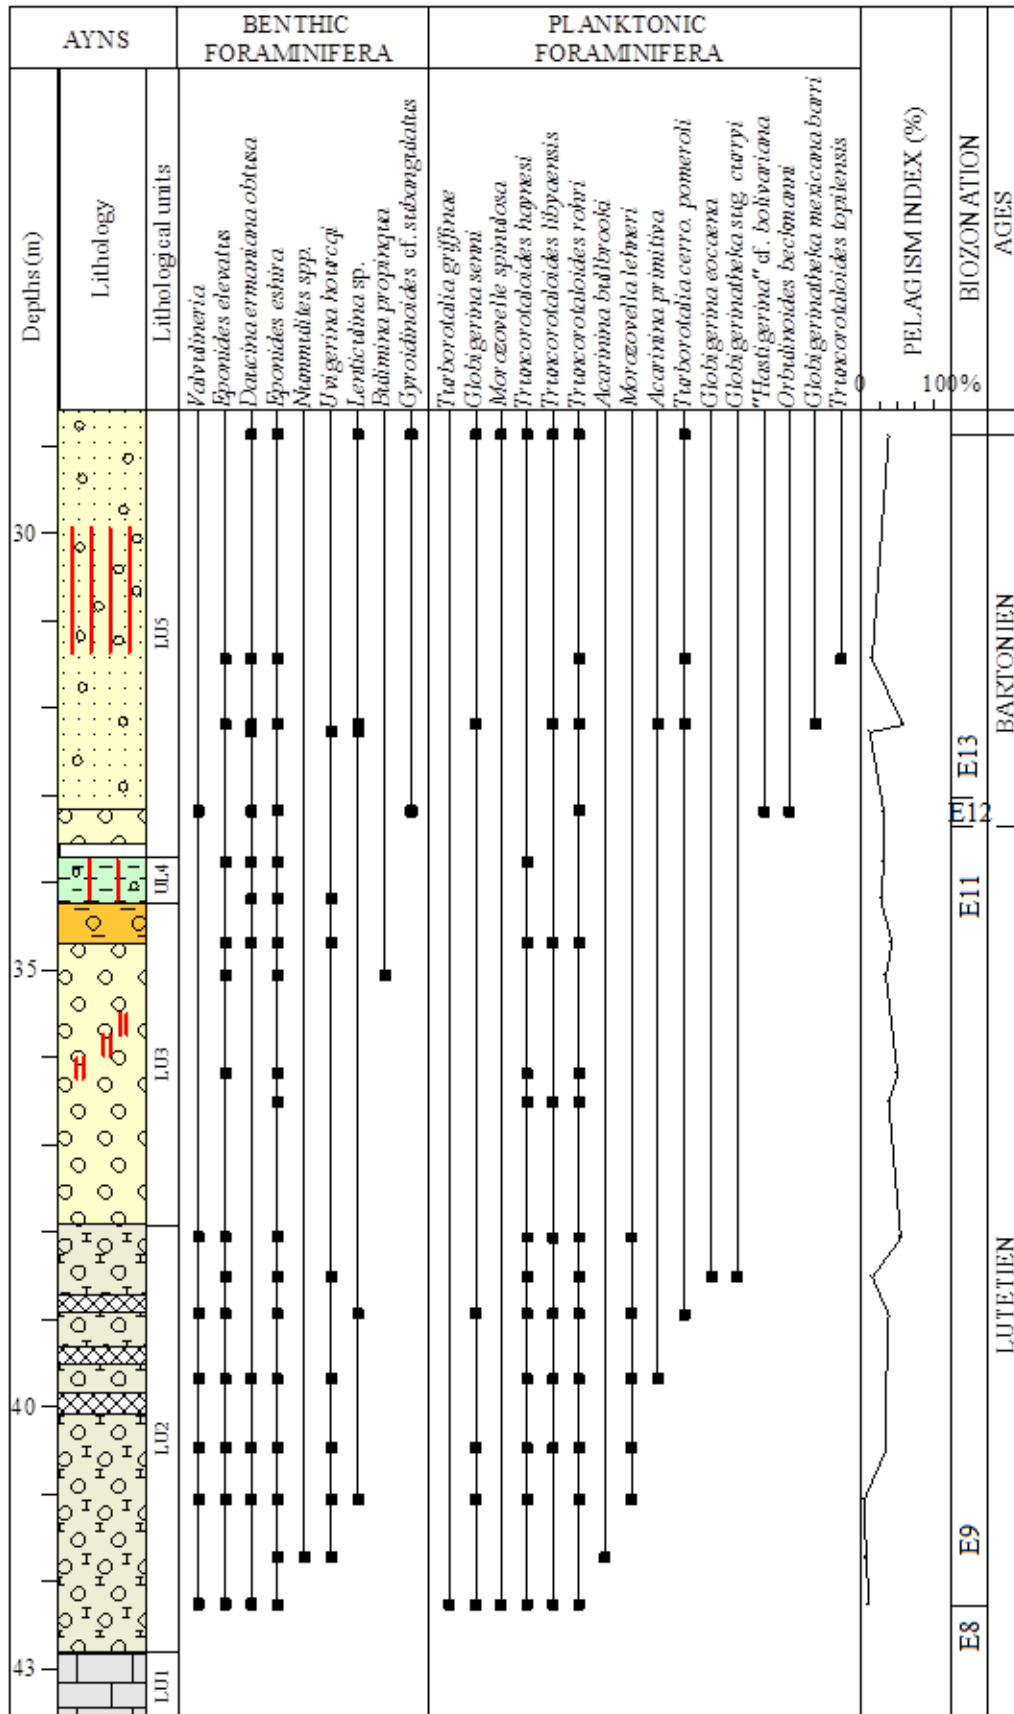 AYNS
BENTHIC
FORAMINIFERA
PLANKTONIC
FORAMINIFERA
Depths (m)
Lithology
Lithological units
Valvulineria
Eponides elevatus
Daucina ermaniana obtusa
Eponides eshira
Numulites spp.
Uvigerina hourcqi
Lenticulina sp.
Bulimina propinqua
Gyroidinoides cf. subangulatus
Turborotalia griffinae
Globigerina senni
Morozovelle spinulosa
Truncorotaloides haynesi
Truncorotaloides libyaensis
Truncorotaloides rohri
Acarinina bullbrooki
Morozovella lehneri
Acarinina primitiva
Turborotalia cerro. pomeroli
Globigerina eocaena
Globigerinatheka sug. curryi
"Hastigerina" cf. bolivariana
Orbulinoides beckmanni
Globigerinatheka mexicana barri
Truncorotaloides topilensis
PELAGISM INDEX (%)
0
100%
BIOZONATION
AGES
30
35
40
43
LU5
UL4
LU3
LU2
LU1
E13
E12
E11
E9
E8
BARTONIEN
LUTETIEN